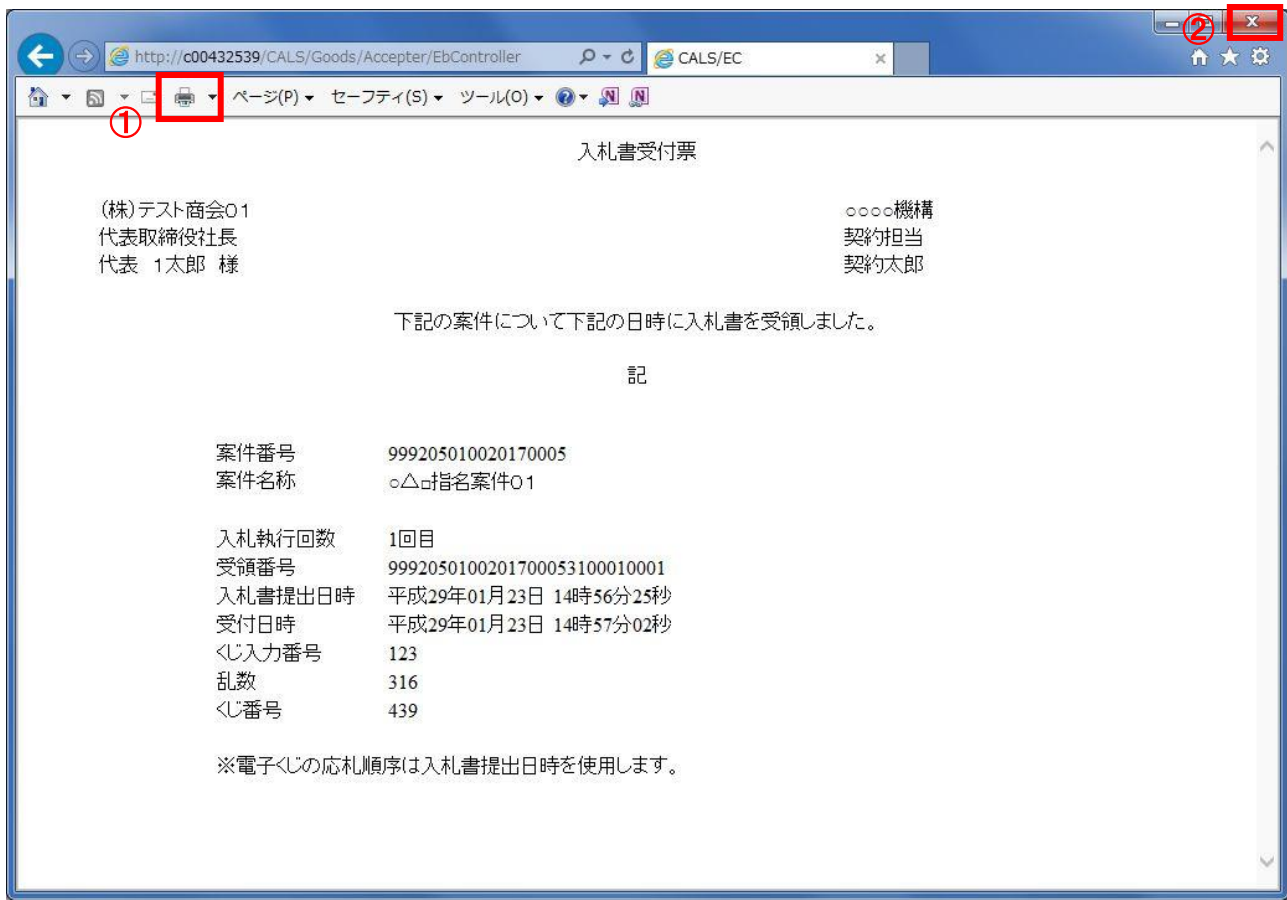 ②
http://c00432539/CALS/Goods/Accepter/EbController
CALS/EC
ページ(P) セーフティ(S) ツール(O)
①
入札書受付票
(株)テスト商会01 ○○○○機構
代表取締役社長 契約担当
代表 1太郎 様 契約太郎
下記の案件について下記の日時に入札書を受領しました。
記
案件番号 999205010020170005
案件名称 ○△□指名案件01
入札執行回数 1回目
受領番号 9992050100201700053100010001
入札書提出日時 平成29年01月23日 14時56分25秒
受付日時 平成29年01月23日 14時57分02秒
くじ入力番号 123
乱数 316
くじ番号 439
※電子くじの応札順序は入札書提出日時を使用します。